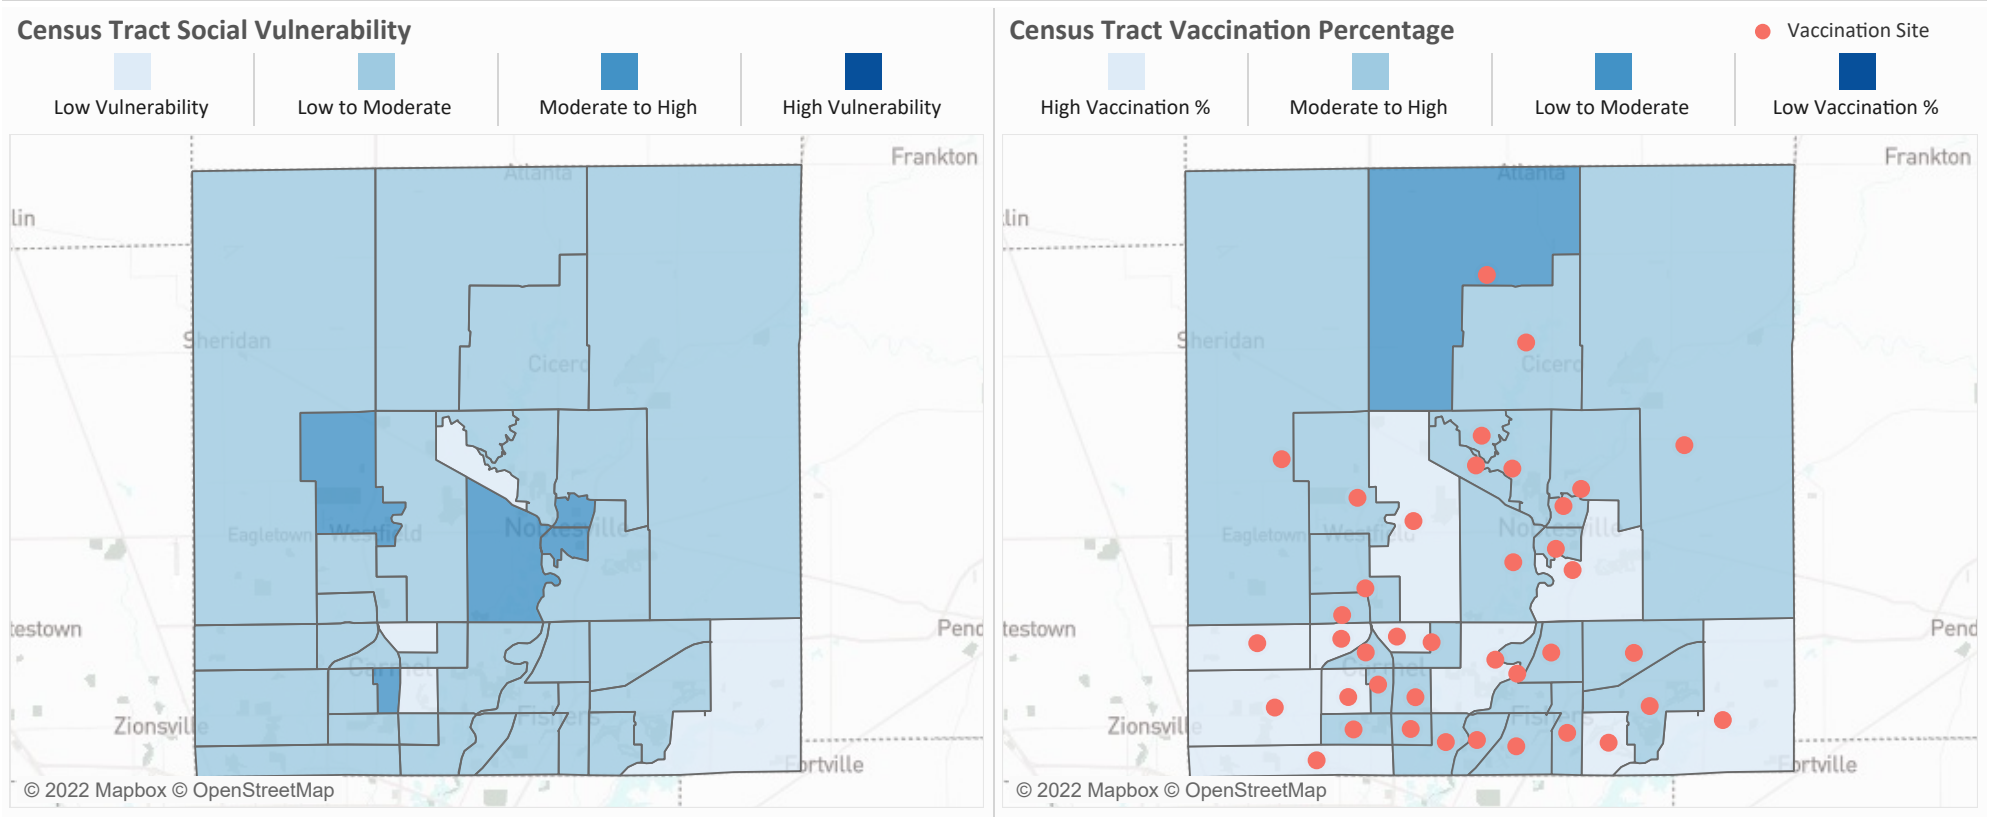 Census Tract Social Vulnerability
Low Vulnerability
Low to Moderate
Moderate to High
High Vulnerability
Frankton
Atlanta
lin
Sheridan
Cicero
Eagletown
Westfield
Noblesville
testown
Pend
Carmel
Zionsville
Fishers
Fortville
© 2022 Mapbox © OpenStreetMap
Census Tract Vaccination Percentage
Vaccination Site
High Vaccination %
Moderate to High
Low to Moderate
Low Vaccination %
Frankton
Atlanta
lin
Sheridan
Cicero
Eagletown
Westfield
Noblesville
testown
Pend
Carmel
Zionsville
Fishers
Fortville
© 2022 Mapbox © OpenStreetMap